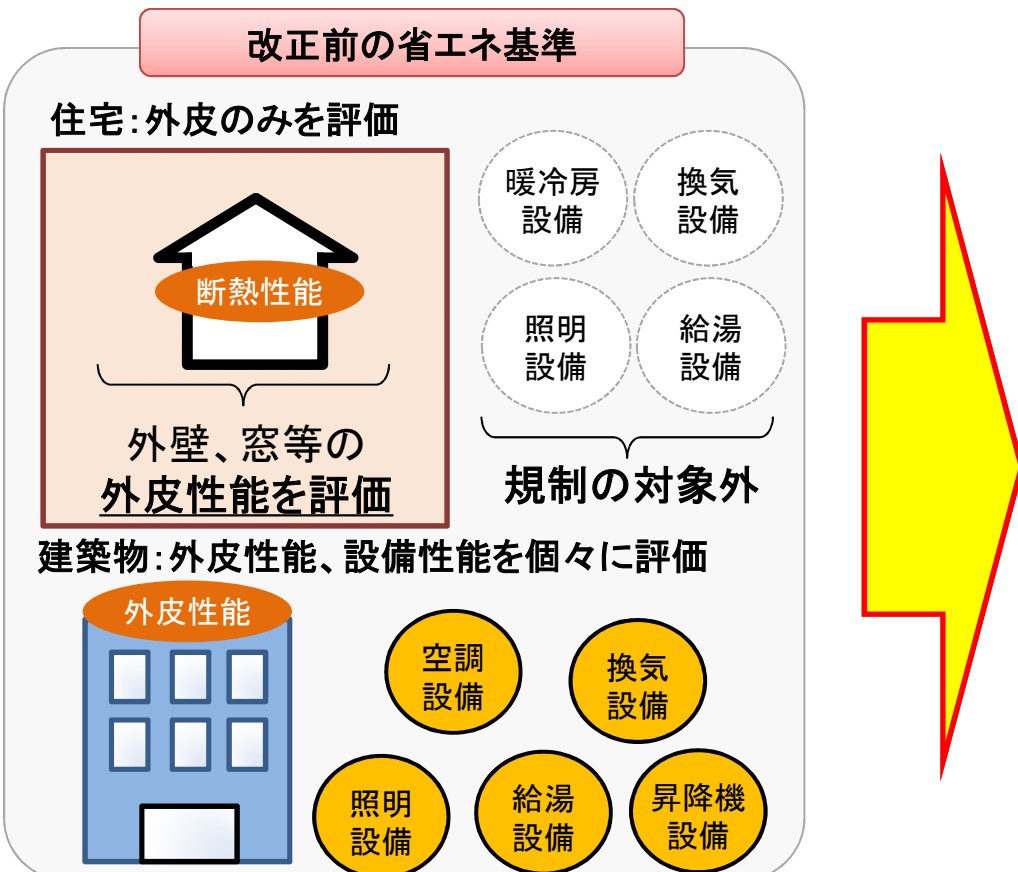 改正前の省エネ基準
住宅：外皮のみを評価
断熱性能
外壁、窓等の
外皮性能を評価
暖冷房
設備
換気
設備
照明
設備
給湯
設備
規制の対象外
建築物：外皮性能、設備性能を個々に評価
外皮性能
空調
設備
換気
設備
照明
設備
給湯
設備
昇降機
設備